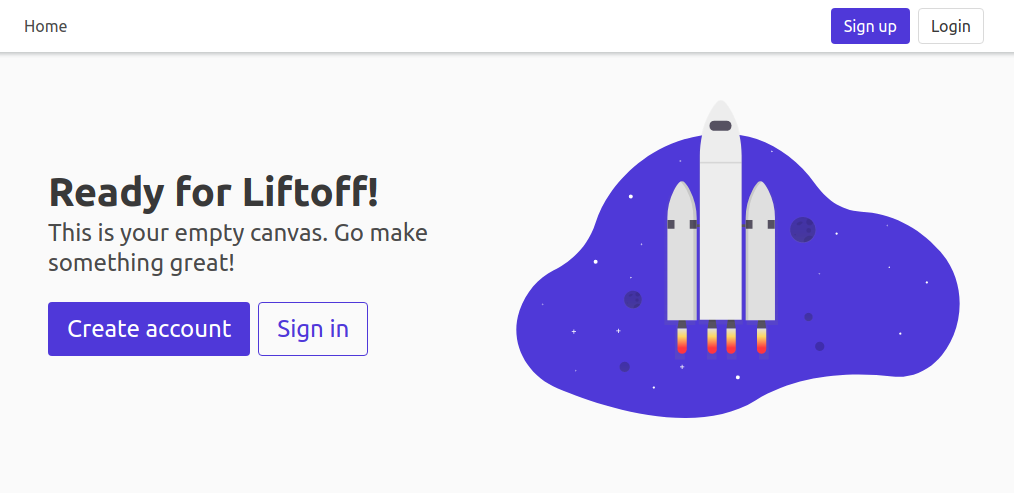 Home
Sign up
Login
Ready for Liftoff!
This is your empty canvas. Go make
something great!
Create account
Sign in